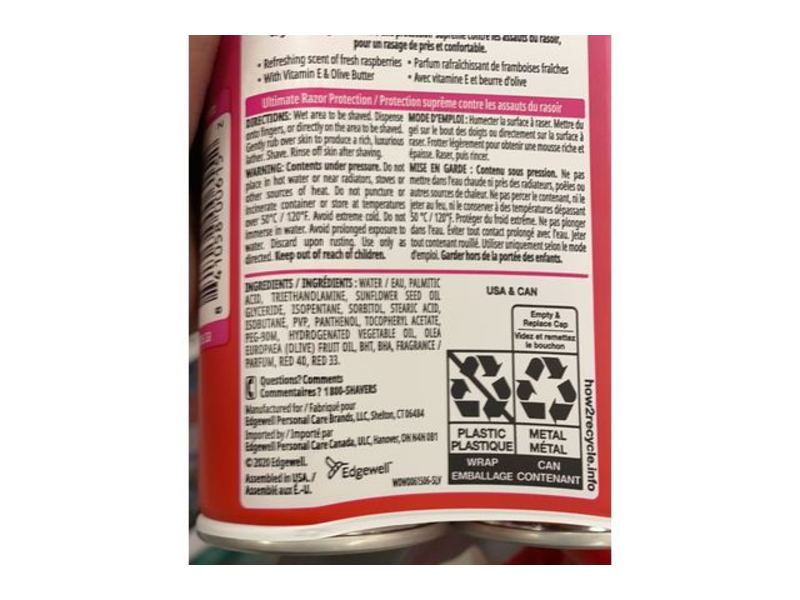 suprême contre les assauts du rasoir,
pour un rasage de près et confortable.
• Refreshing scent of fresh raspberries
• With Vitamin E & Olive Butter
• Parfum rafraîchissant de framboises fraîches
• Avec vitamine E et beurre d'olive
Ultimate Razor Protection / Protection suprême contre les assauts du rasoir
DIRECTIONS: Wet area to be shaved. Dispense
onto fingers, or directly on the area to be shaved.
Gently rub over skin to produce a rich, luxurious
lather. Shave. Rinse off skin after shaving.
WARNING: Contents under pressure. Do not
place in hot water or near radiators, stoves or
other sources of heat. Do not puncture or
incinerate container or store at temperatures
over 50°C / 120°F. Avoid extreme cold. Do not
immerse in water. Avoid prolonged exposure to
water. Discard upon rusting. Use only as
directed. Keep out of reach of children.
MODE D'EMPLOI : Humecter la surface à raser. Mettre du
gel sur le bout des doigts ou directement sur la surface à
raser. Frotter légèrement pour obtenir une mousse riche et
épaisse. Raser, puis rincer.
MISE EN GARDE : Contenu sous pression. Ne pas
mettre dans l'eau chaude ni près des radiateurs, poêles ou
autres sources de chaleur. Ne pas percer le contenant, ni le
jeter au feu, ni le conserver à des températures dépassant
50 °C / 120°F. Protéger du froid extrême. Ne pas plonger
dans l'eau. Éviter tout contact prolongé avec l'eau. Jeter
tout contenant rouillé. Utiliser uniquement selon le mode
d'emploi. Garder hors de la portée des enfants.
INGREDIENTS / INGRÉDIENTS : WATER / EAU, PALMITIC
ACID, TRIETHANOLAMINE, SUNFLOWER SEED OIL
GLYCERIDE, ISOPENTANE, SORBITOL, STEARIC ACID,
ISOBUTANE, PVP, PANTHENOL, TOCOPHERYL ACETATE,
PEG-90M, HYDROGENATED VEGETABLE OIL, OLEA
EUROPAEA (OLIVE) FRUIT OIL, BHT, BHA, FRAGRANCE /
PARFUM, RED 40, RED 33.
Questions? Comments
Commentaires ? 1 800-SHAVERS
Manufactured for / Fabriqué pour
Edgewell Personal Care Brands, LLC, Shelton, CT 06484
Imported by / Importé par
Edgewell Personal Care Canada, ULC, Hanover, ON N4N 0B1
© 2020 Edgewell.
Assembled in USA. /
Assemblé aux É.-U.
Edgewell
WDW0061506-SLV
USA & CAN
Empty &
Replace Cap
Videz et remettez
le bouchon
PLASTIC
PLASTIQUE
WRAP
EMBALLAGE
METAL
MÉTAL
CAN
CONTENANT
how2recycle.info